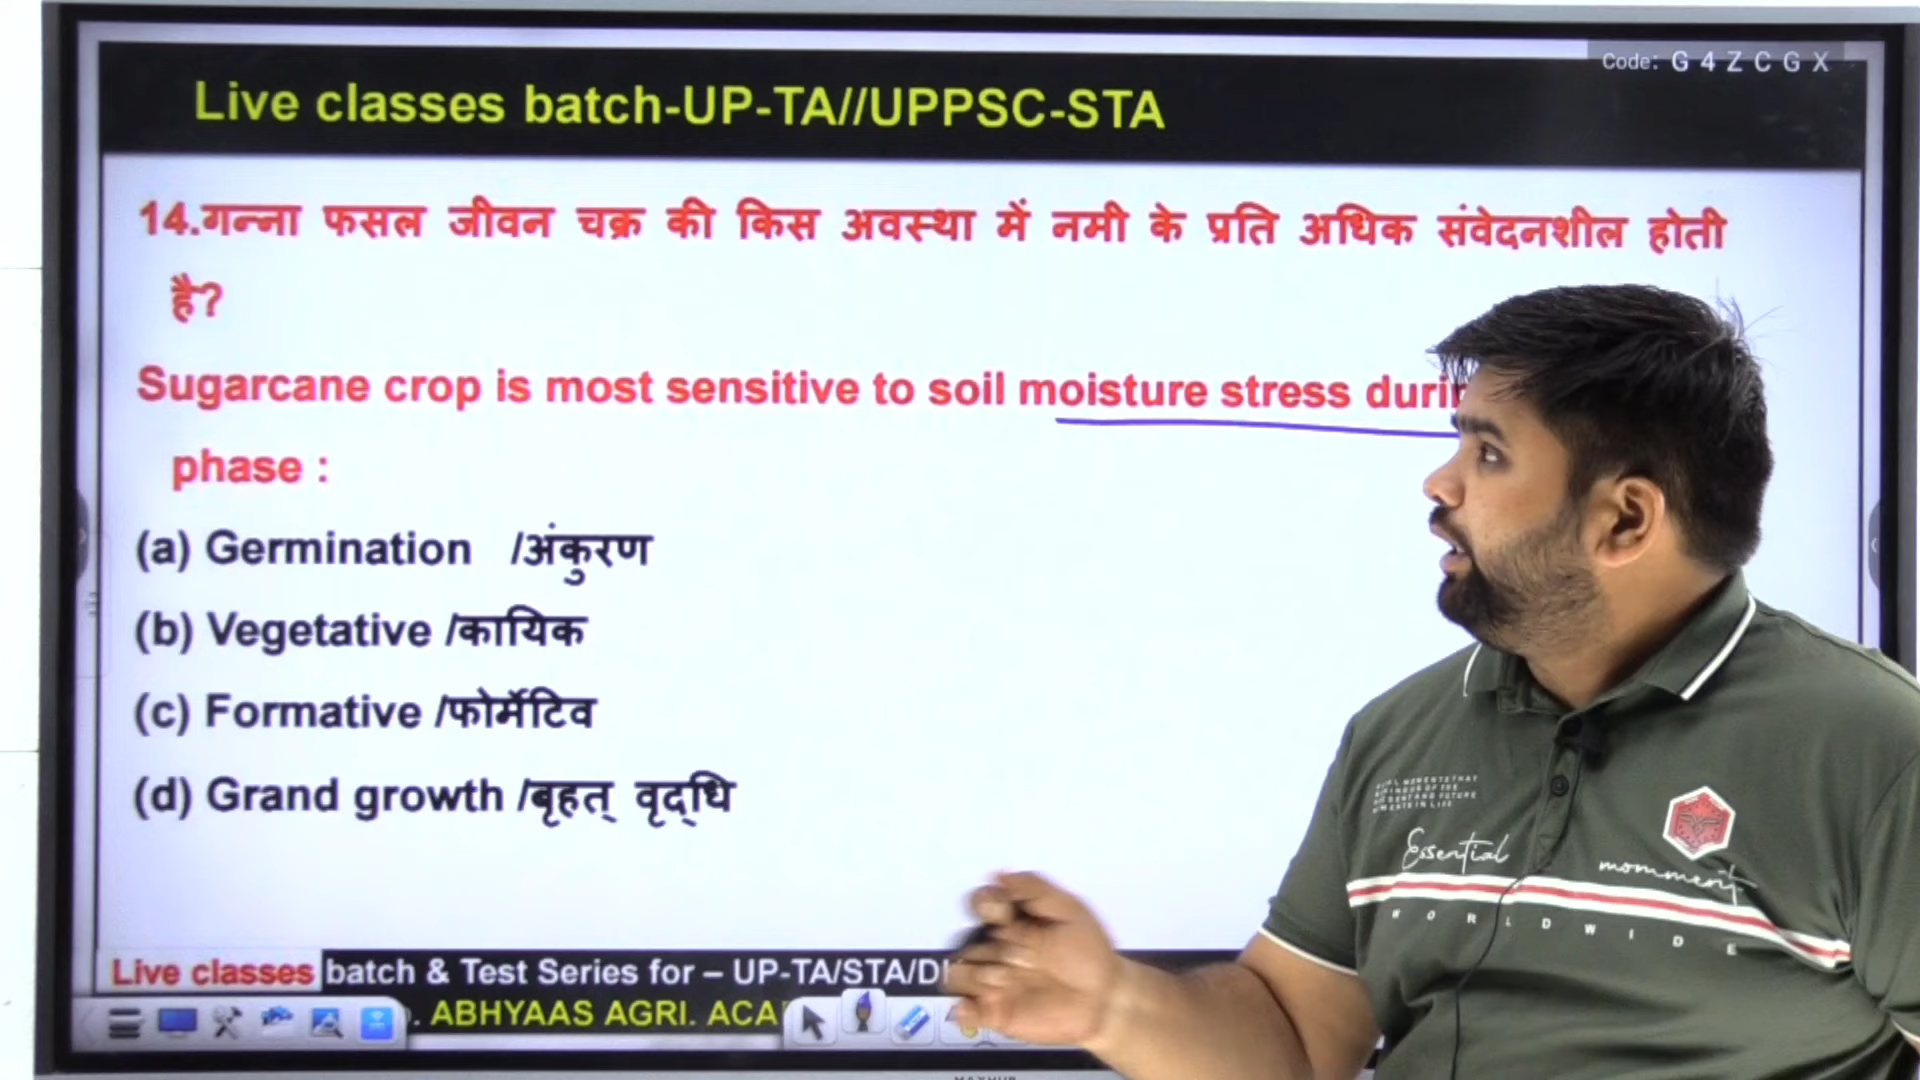 Code: G 4 Z C G X
Live classes batch-UP-TA//UPPSC-STA
14.गन्ना फसल जीवन चक्र की किस अवस्था में नमी के प्रति अधिक संवेदनशील होती
है?
Sugarcane crop is most sensitive to soil moisture stress
phase :
(a) Germination /अंकुरण
(b) Vegetative /कायिक
(c) Formative /फोर्मेटिव
(d) Grand growth /बृहत् वृद्धि
Essential mommerit
WORLDWIDE
Live classes batch & Test Series for – UP-TA/STA/
ABHYAAS AGRI.